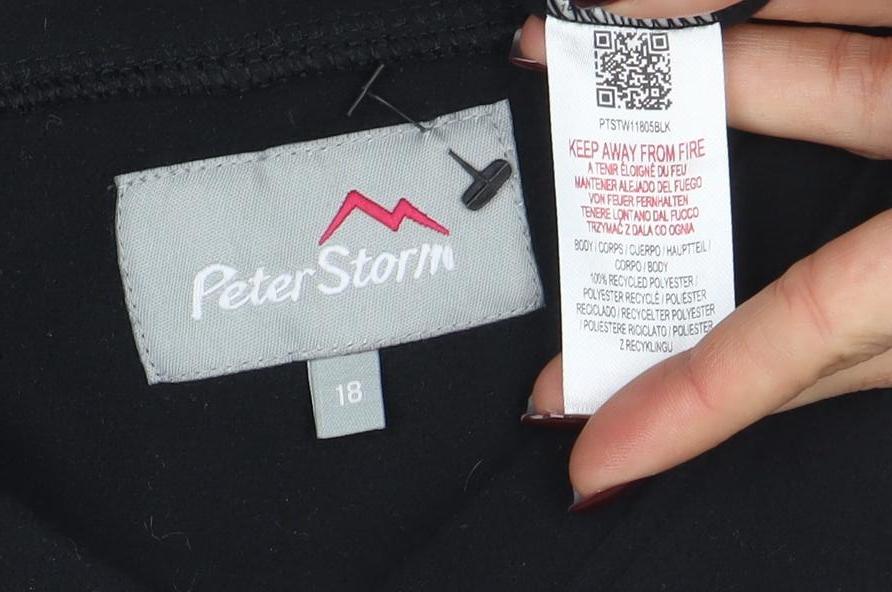 Peter Storm
18
PTSTW11805BLK
KEEP AWAY FROM FIRE
A TENIR ÉLOIGNÉ DU FEU
MANTENER ALEJADO DEL FUEGO
VON FEUER FERNHALTEN
TENERE LONTANO DAL FUOCO
TRZYMAĆ Z DALA OD OGNIA
BODY / CORPS / CUERPO / HAUPTTEIL /
CORPO / BODY
100% RECYCLED POLYESTER /
POLYESTER RECYCLÉ / POLIÉSTER
RECICLADO / RECYCELTER POLYESTER
/ POLIESTERE RICICLATO / POLIESTER
Z RECYKLINGU